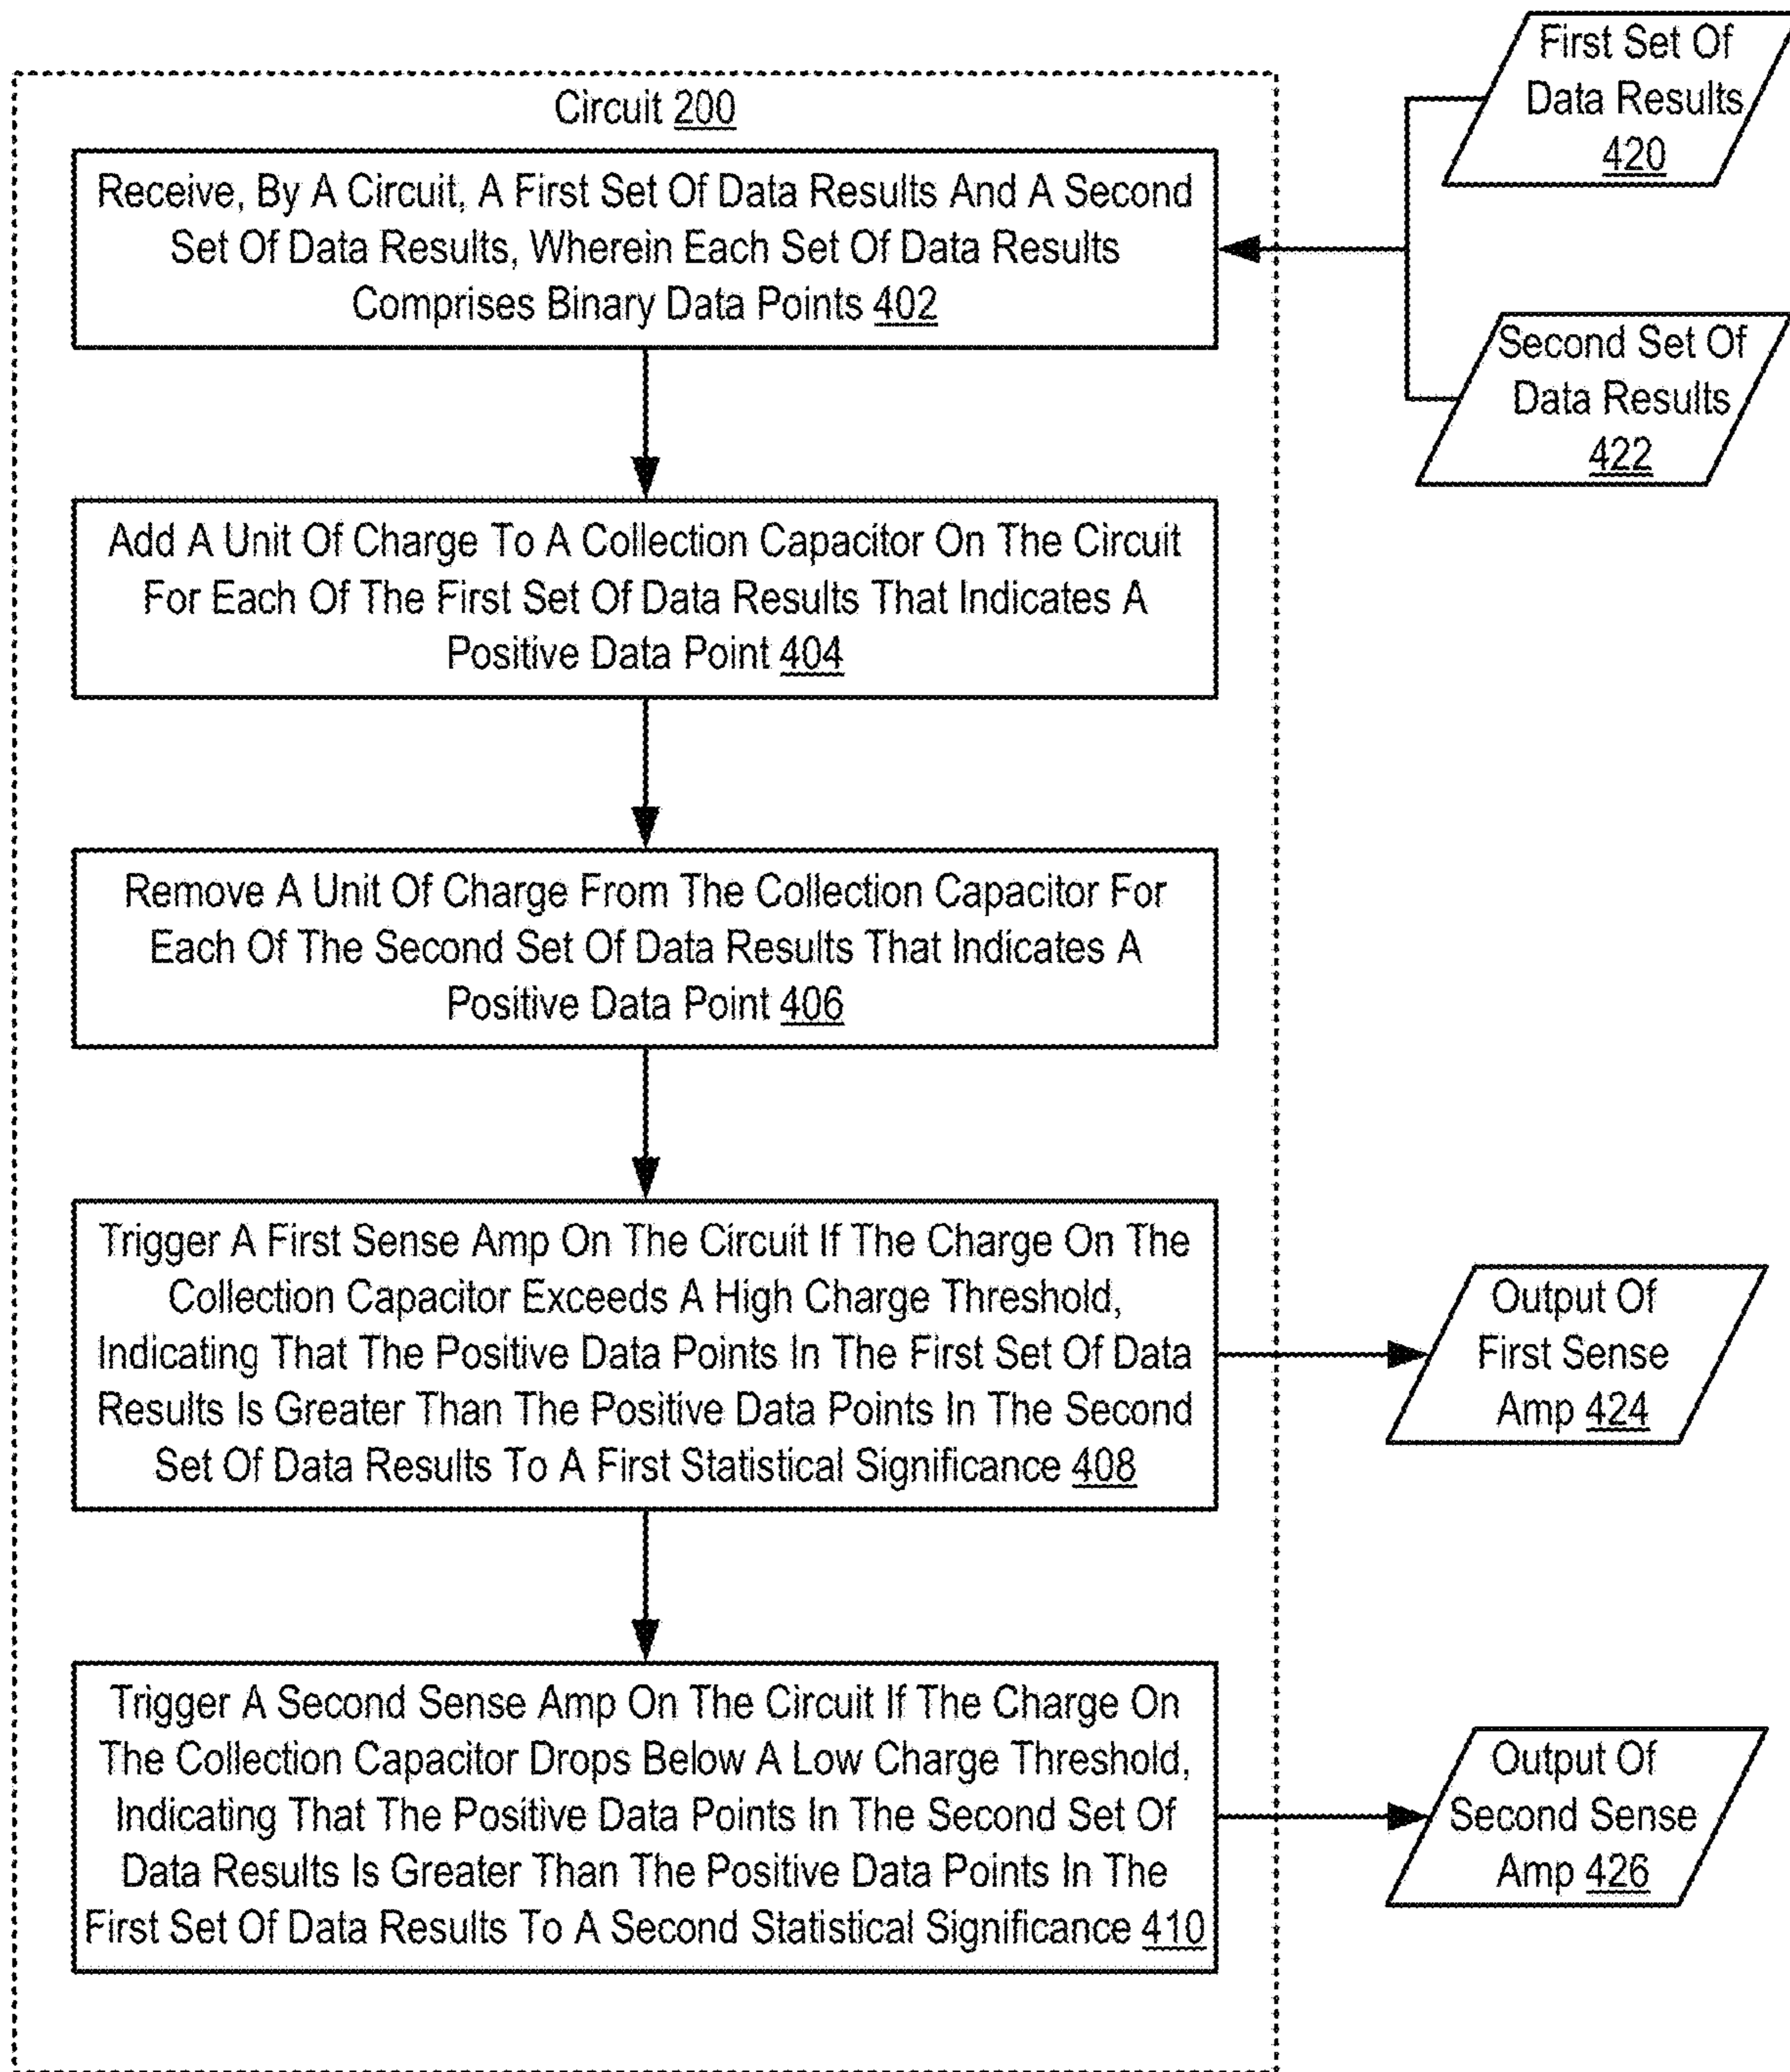 Circuit 200
First Set Of
Data Results
420
Receive, By A Circuit, A First Set Of Data Results And A Second
Set Of Data Results, Wherein Each Set Of Data Results
Comprises Binary Data Points 402
Second Set Of
Data Results
422
Add A Unit Of Charge To A Collection Capacitor On The Circuit
For Each Of The First Set Of Data Results That Indicates A
Positive Data Point 404
Remove A Unit Of Charge From The Collection Capacitor For
Each Of The Second Set Of Data Results That Indicates A
Positive Data Point 406
Trigger A First Sense Amp On The Circuit If The Charge On The
Collection Capacitor Exceeds A High Charge Threshold,
Indicating That The Positive Data Points In The First Set Of Data
Results Is Greater Than The Positive Data Points In The Second
Set Of Data Results To A First Statistical Significance 408
Output Of
First Sense
Amp 424
Trigger A Second Sense Amp On The Circuit If The Charge On
The Collection Capacitor Drops Below A Low Charge Threshold,
Indicating That The Positive Data Points In The Second Set Of
Data Results Is Greater Than The Positive Data Points In The
First Set Of Data Results To A Second Statistical Significance 410
Output Of
Second Sense
Amp 426